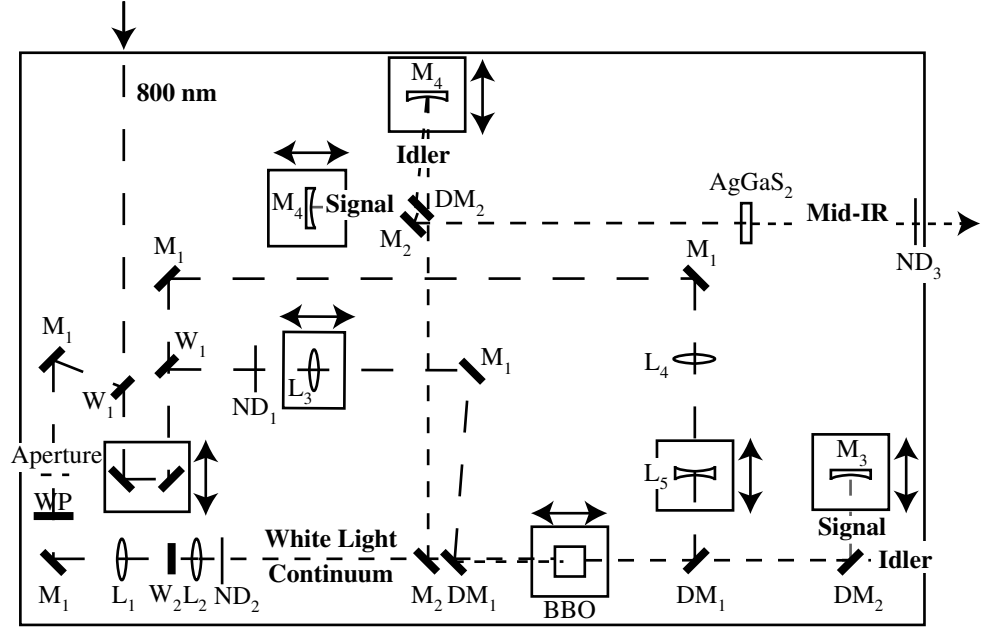 800 nm
M4
Idler
M4
Signal
DM2
M2
AgGaS2
Mid-IR
ND3
M1
M1
M1
W1
W1
ND1
L3
M1
L4
Aperture
WP
L5
M3
Signal
Idler
White Light
Continuum
M1
L1
W2
L2
ND2
M2
DM1
BBO
DM1
DM2